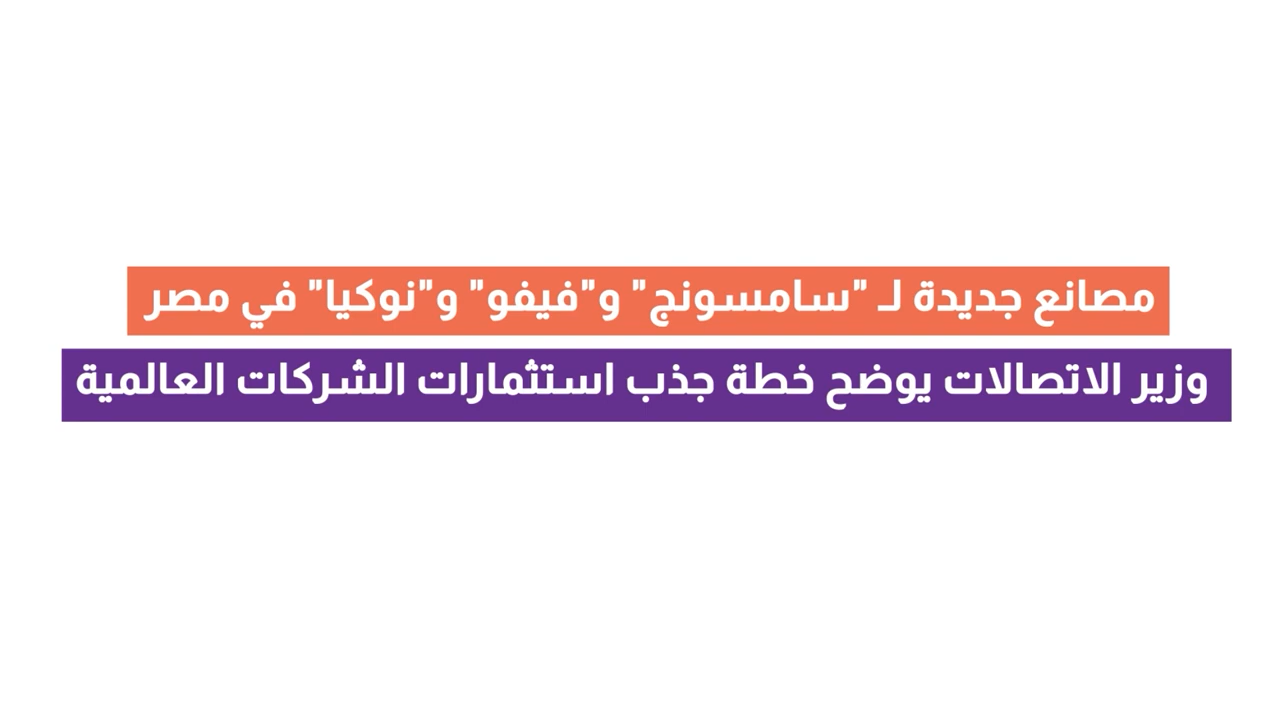 مصانع جديدة لـ "سامسونج" و"فيفو" و"نوكيا" في مصر
وزير الاتصالات يوضح خطة جذب استثمارات الشركات العالمية